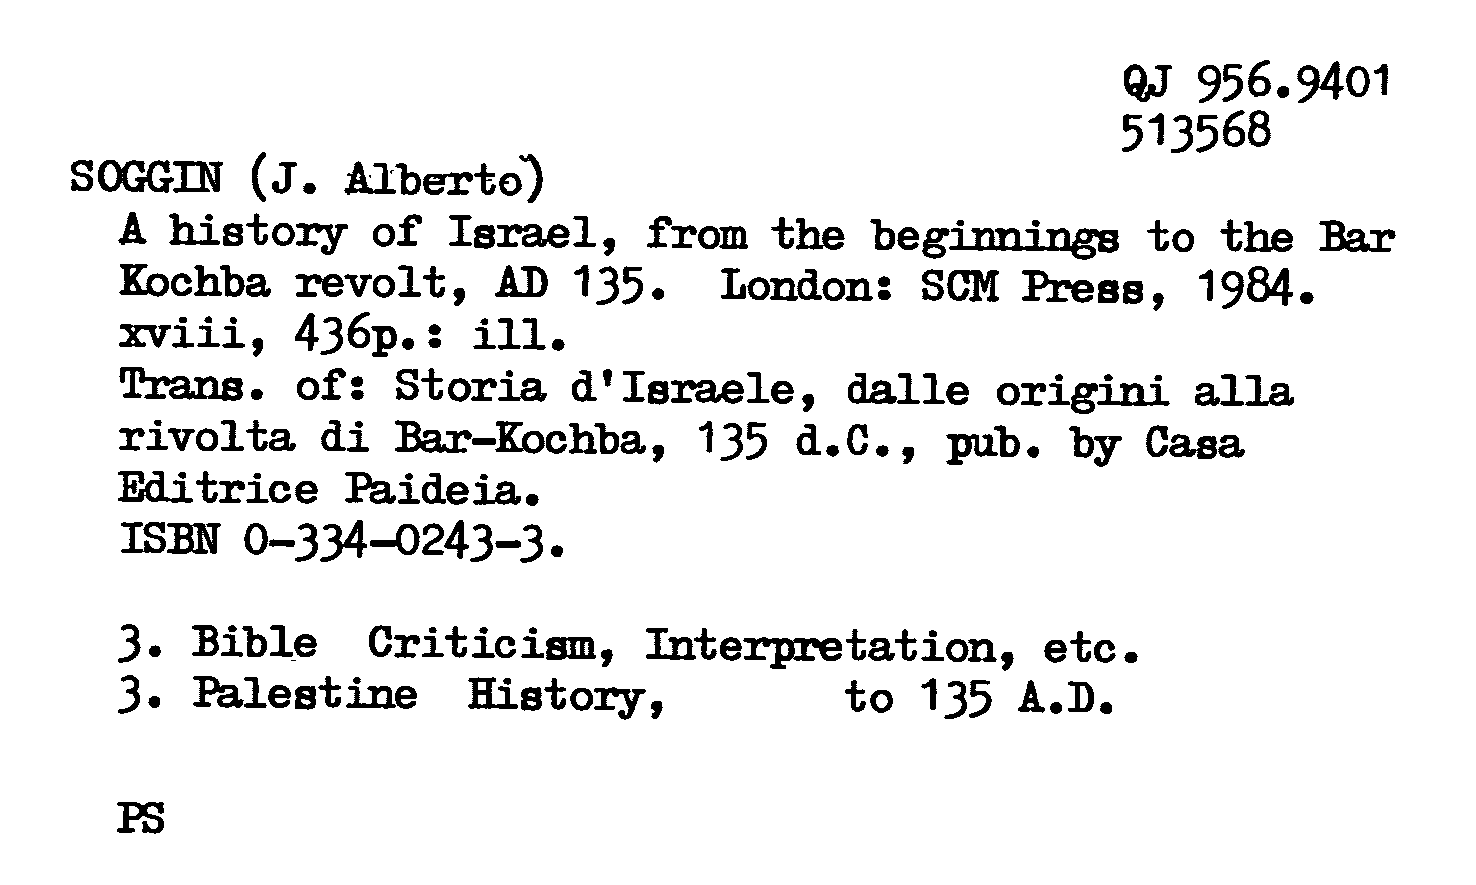 QJ 956.9401
513568
SOGGIN (J. Alberto)
A history of Israel, from the beginnings to the Bar
Kochba revolt, AD 135. London: SCM Press, 1984.
xviii, 436p.: ill.
Trans. of: Storia d'Israele, dalle origini alla
rivolta di Bar-Kochba, 135 d.C., pub. by Casa
Editrice Paideia.
ISBN 0-334-0243-3.
3. Bible Criticism, Interpretation, etc.
3. Palestine History, to 135 A.D.
PS